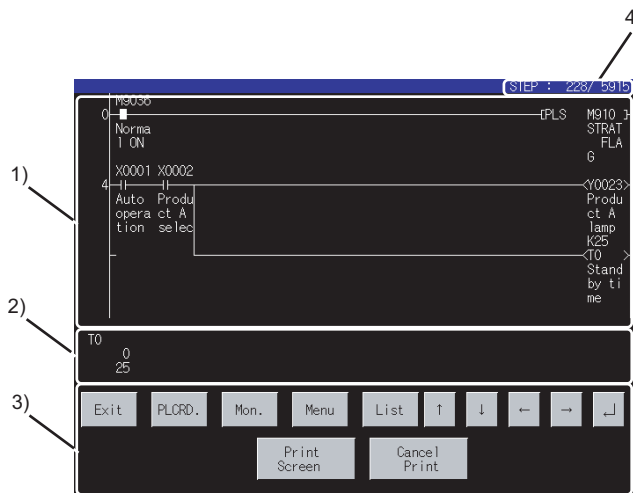 4
STEP : 228/ 5915
1)
M9036
0 PLS M910
Norma STRAT
l ON FLA
G
X0001 X0002
4 Y0023
Auto Produ Produ
opera ct A ct A
tion selec lamp
K25
T0
Stand
by ti
me
2)
T0
0
25
3)
Exit PLCRD. Mon. Menu List ↑ ↓ ← → ↵
Print Cancel
Screen Print